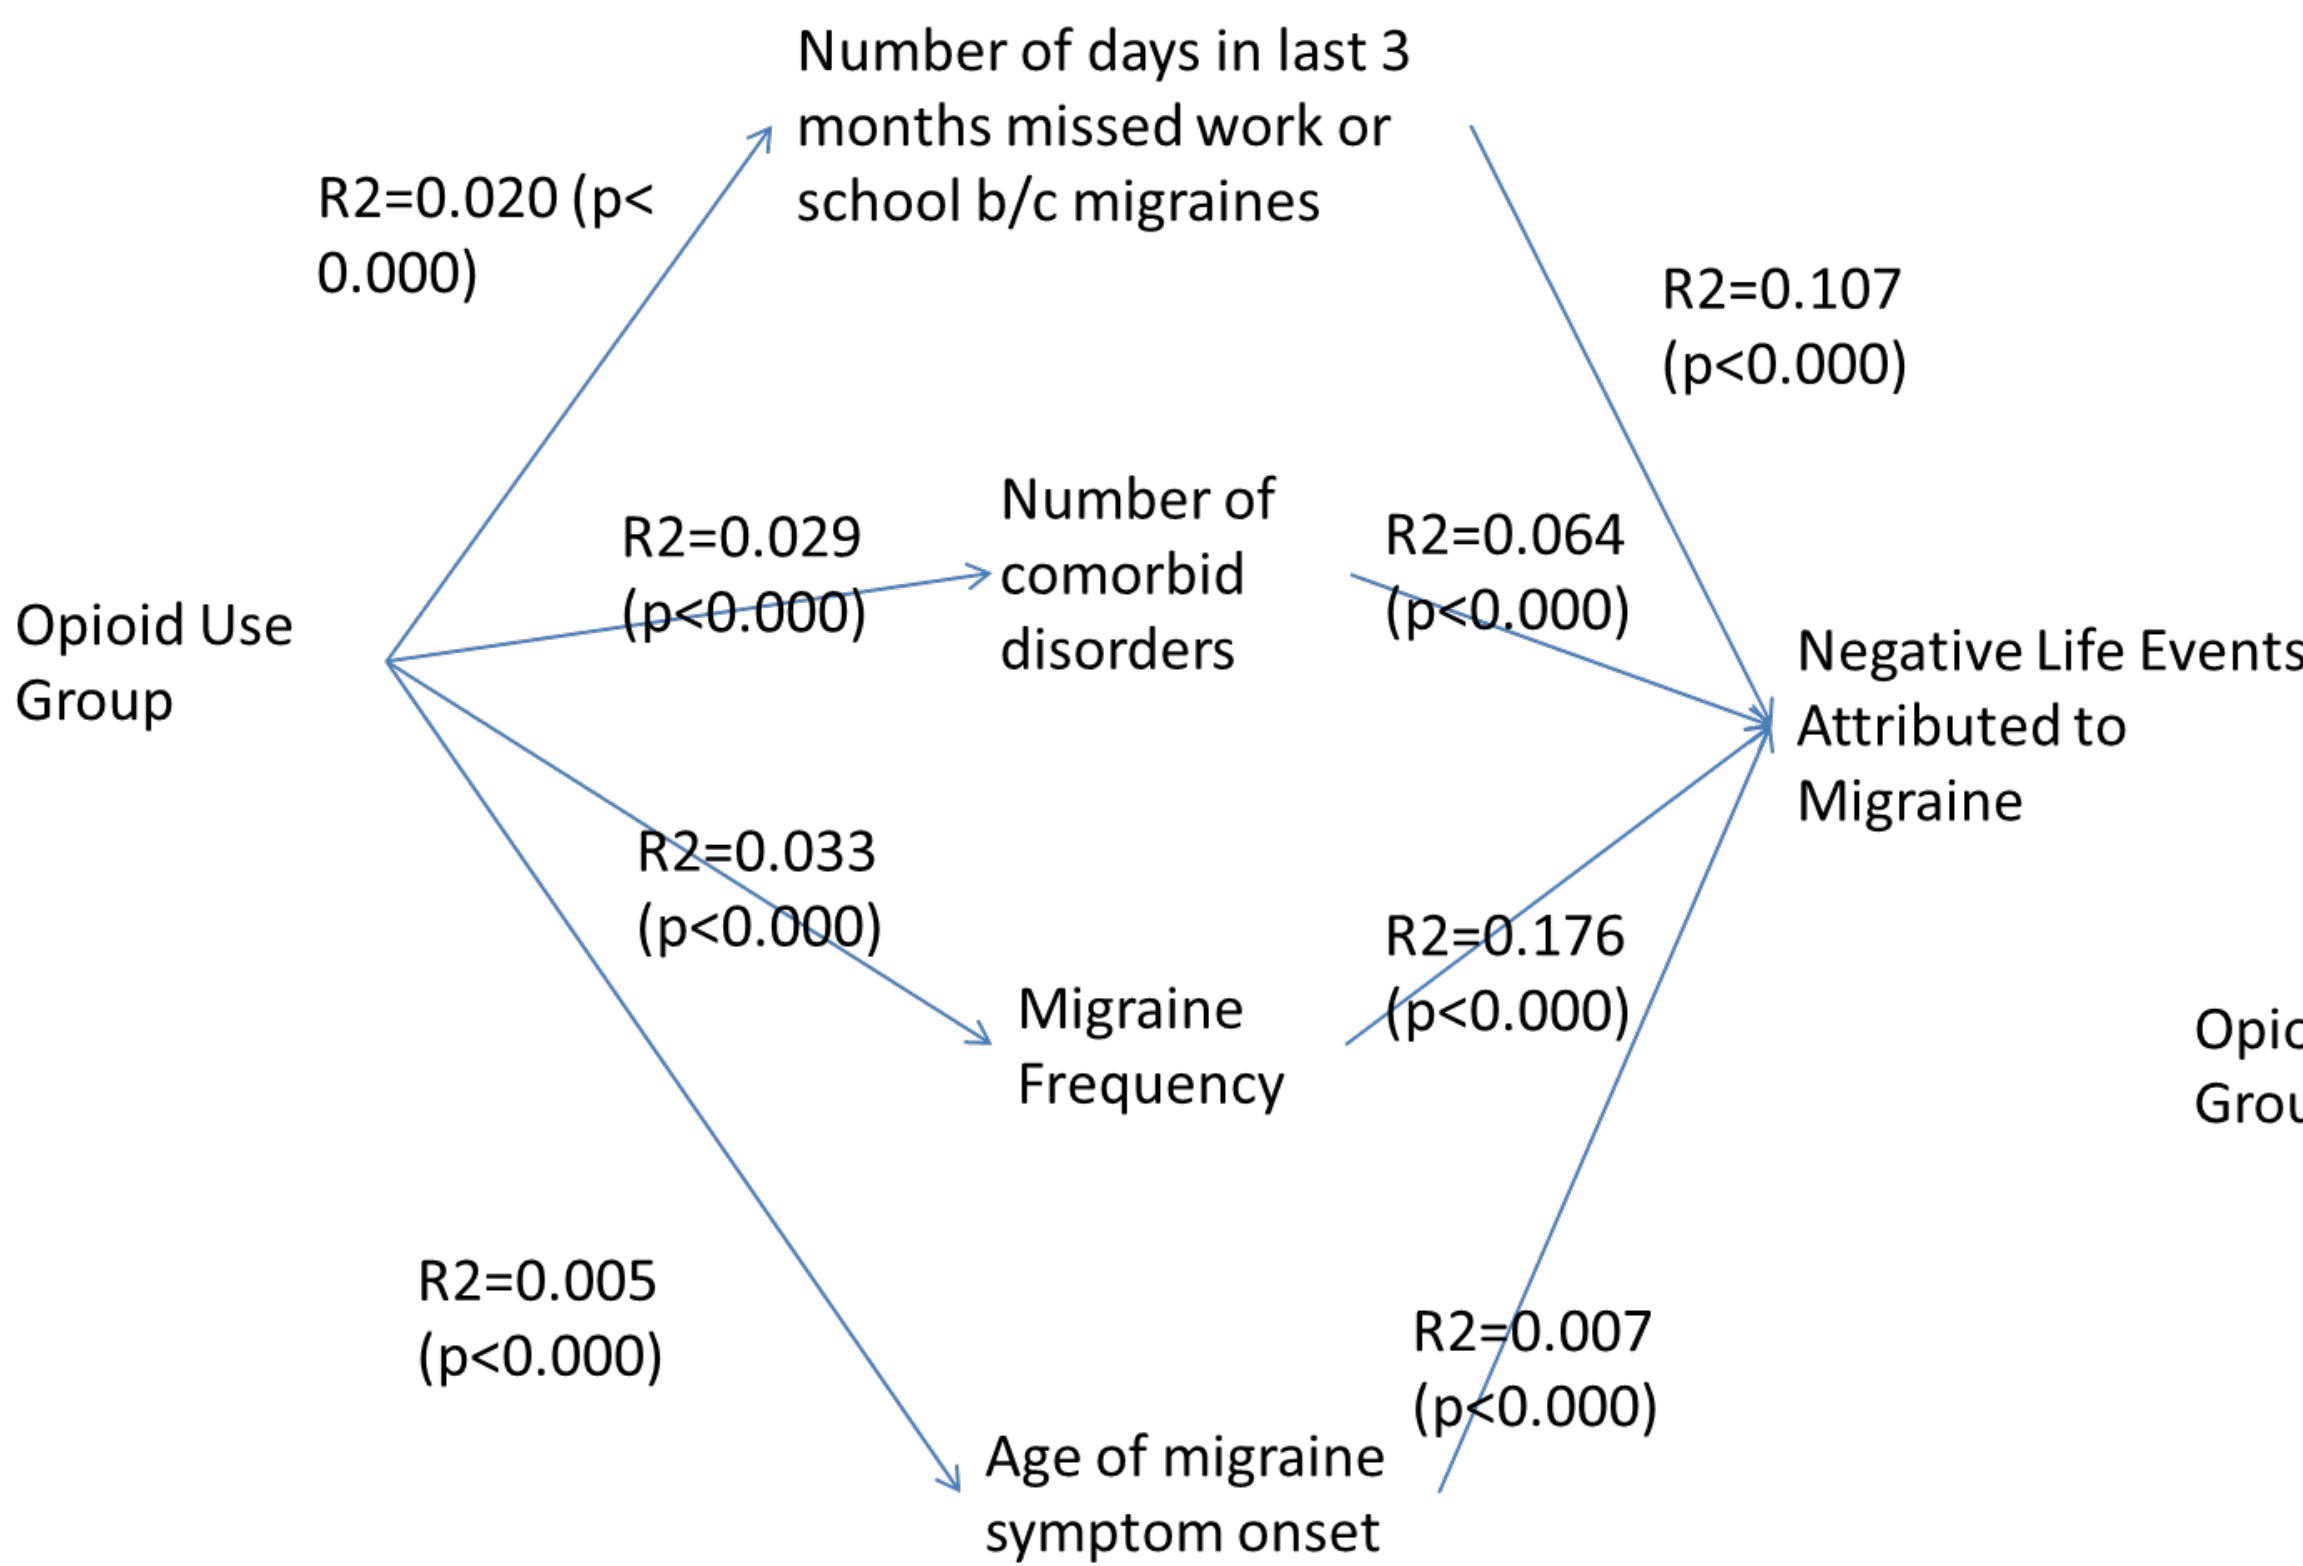 Number of days in last 3
months missed work or
school b/c migraines
R2=0.020 (p<
0.000)
R2=0.107
(p<0.000)
Number of
comorbid
disorders
R2=0.029
(p<0.000)
R2=0.064
(p<0.000)
Opioid Use
Group
Negative Life Events
Attributed to
Migraine
R2=0.033
(p<0.000)
R2=0.176
(p<0.000)
Migraine
Frequency
R2=0.005
(p<0.000)
R2=0.007
(p<0.000)
Age of migraine
symptom onset